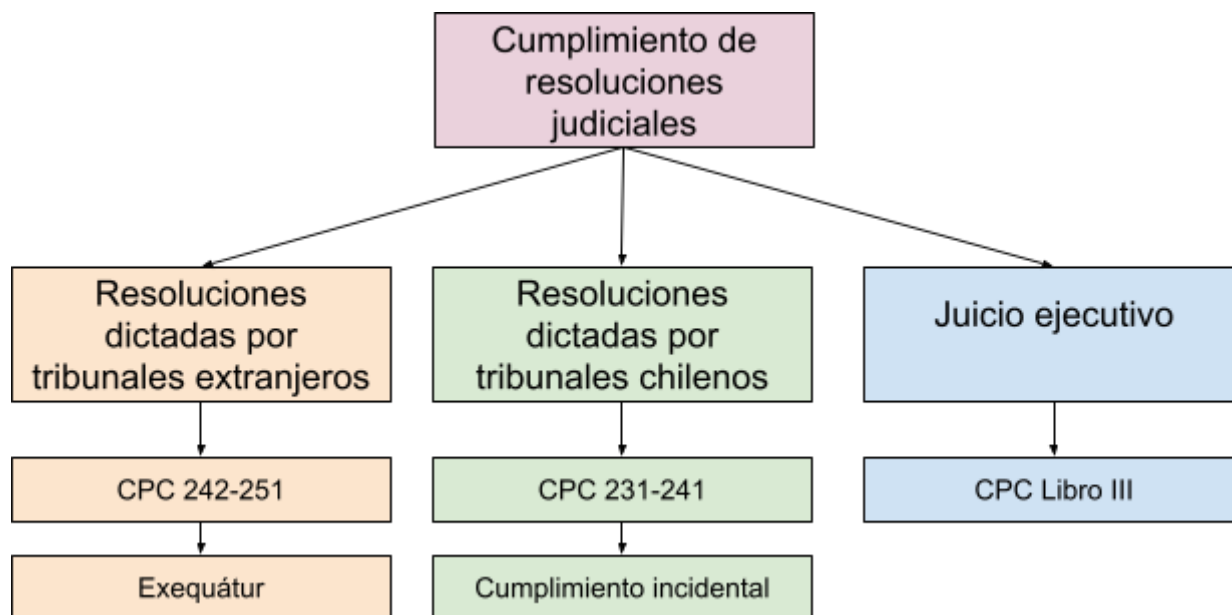 Cumplimiento de
resoluciones
judiciales
Resoluciones
dictadas por
tribunales extranjeros
Resoluciones
dictadas por
tribunales chilenos
Juicio ejecutivo
CPC 242-251
CPC 231-241
CPC Libro III
Exequátur
Cumplimiento incidental